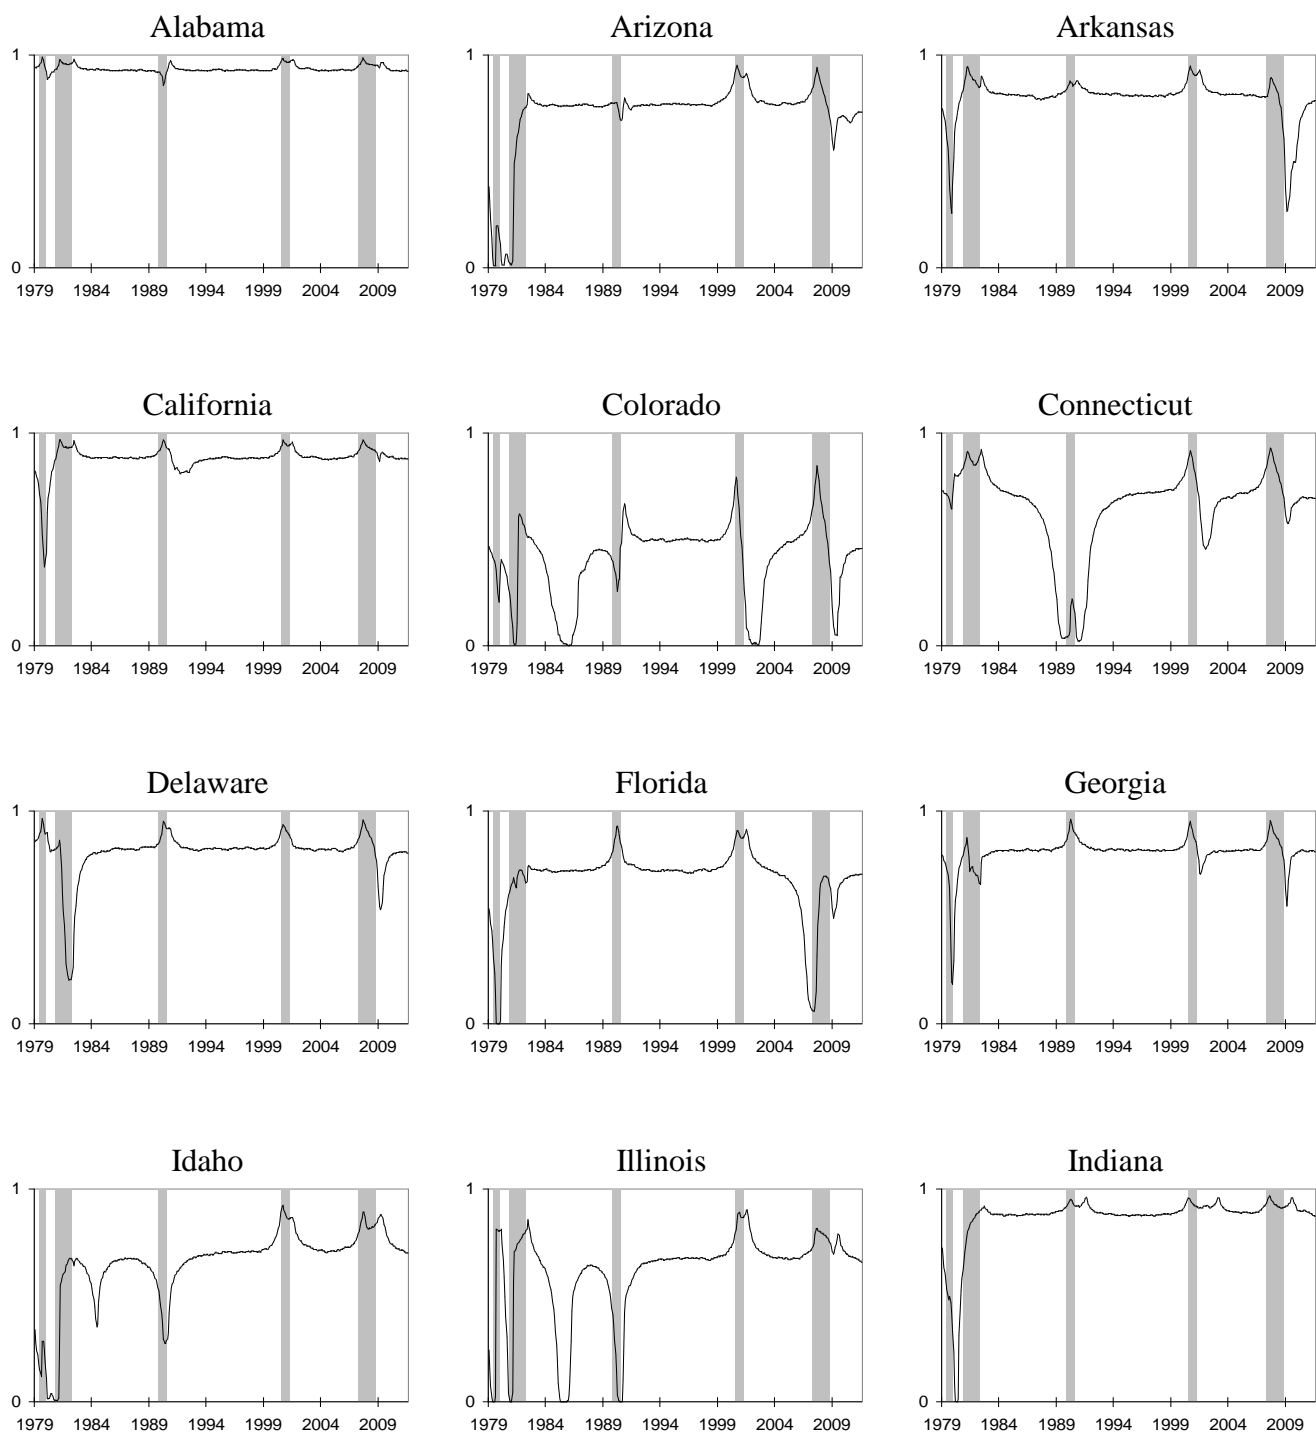 Alabama Arizona Arkansas
1 1 1
0 0 0
1979 1984 1989 1994 1999 2004 2009 1979 1984 1989 1994 1999 2004 2009 1979 1984 1989 1994 1999 2004 2009
California Colorado Connecticut
1 1 1
0 0 0
1979 1984 1989 1994 1999 2004 2009 1979 1984 1989 1994 1999 2004 2009 1979 1984 1989 1994 1999 2004 2009
Delaware Florida Georgia
1 1 1
0 0 0
1979 1984 1989 1994 1999 2004 2009 1979 1984 1989 1994 1999 2004 2009 1979 1984 1989 1994 1999 2004 2009
Idaho Illinois Indiana
1 1 1
0 0 0
1979 1984 1989 1994 1999 2004 2009 1979 1984 1989 1994 1999 2004 2009 1979 1984 1989 1994 1999 2004 2009